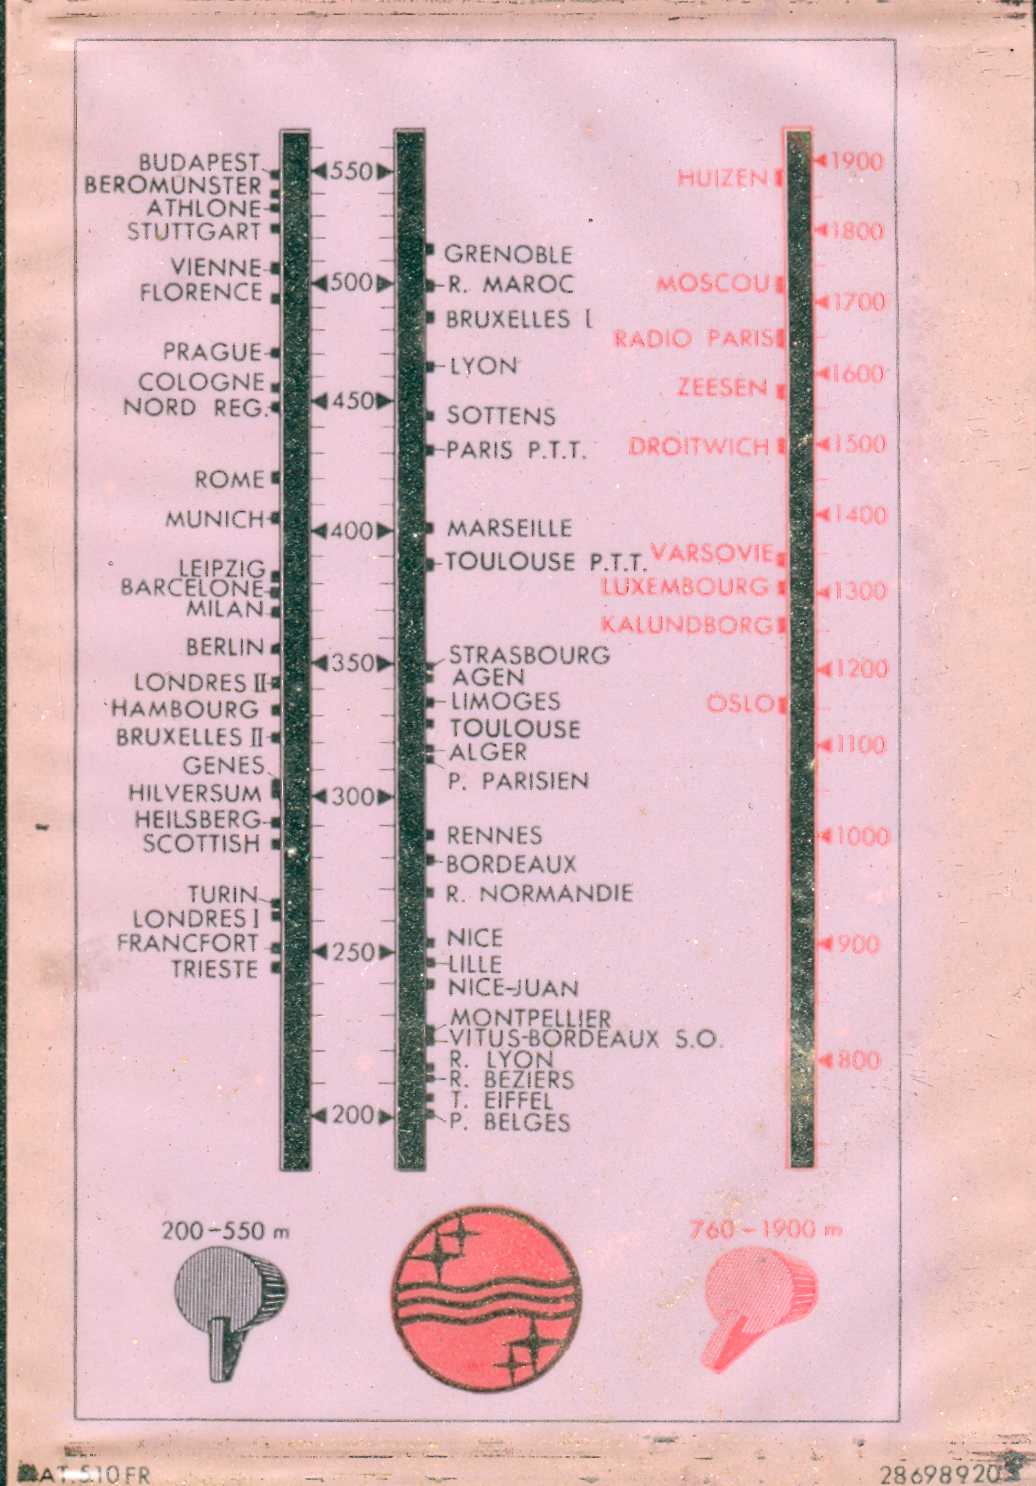 BUDAPEST
BEROMUNSTER
ATHLONE
STUTTGART
VIENNE
FLORENCE
PRAGUE
COLOGNE
NORD REG.
ROME
MUNICH
LEIPZIG
BARCELONE
MILAN
BERLIN
LONDRES II
HAMBOURG
BRUXELLES II
GENES
HILVERSUM
HEILSBERG
SCOTTISH
TURIN
LONDRES I
FRANCFORT
TRIESTE
550
500
450
400
350
300
250
200
GRENOBLE
R. MAROC
BRUXELLES I
LYON
SOTTENS
PARIS P.T.T.
MARSEILLE
TOULOUSE P.T.T.
STRASBOURG
AGEN
LIMOGES
TOULOUSE
ALGER
P. PARISIEN
RENNES
BORDEAUX
R. NORMANDIE
NICE
LILLE
NICE-JUAN
MONTPELLIER
VITUS-BORDEAUX S.O.
R. LYON
R. BEZIERS
T. EIFFEL
P. BELGES
HUIZEN
MOSCOU
RADIO PARIS
ZEESEN
DROITWICH
VARSOVIE
LUXEMBOURG
KALUNDBORG
OSLO
1900
1800
1700
1600
1500
1400
1300
1200
1100
1000
900
800
200-550 m
760-1900 m
510FR
28698920